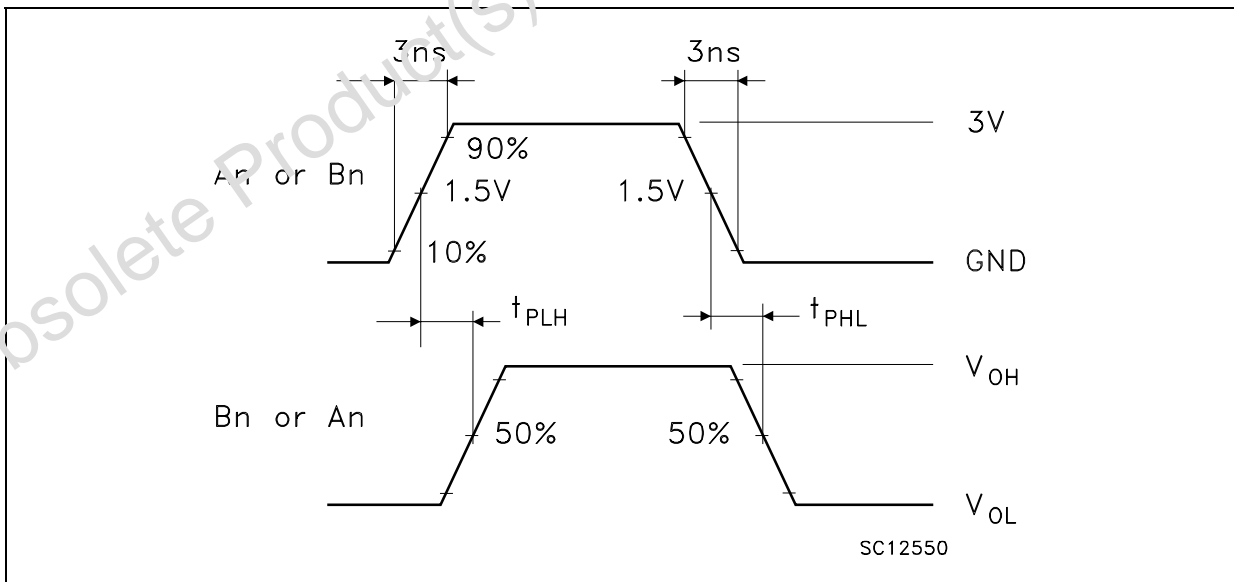 3ns 3ns
3V
90%
An or Bn
1.5V 1.5V
10%
GND
tPLH tPHL
VOH
Bn or An
50% 50%
VOL
SC12550
Product(s)